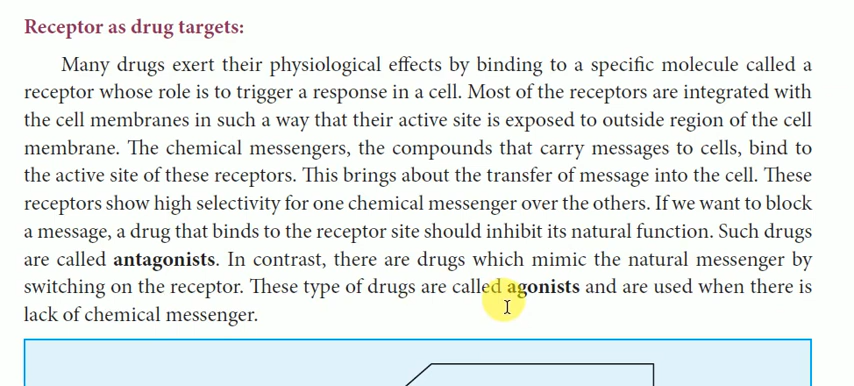 Receptor as drug targets:
Many drugs exert their physiological effects by binding to a specific molecule called a
receptor whose role is to trigger a response in a cell. Most of the receptors are integrated with
the cell membranes in such a way that their active site is exposed to outside region of the cell
membrane. The chemical messengers, the compounds that carry messages to cells, bind to
the active site of these receptors. This brings about the transfer of message into the cell. These
receptors show high selectivity for one chemical messenger over the others. If we want to block
a message, a drug that binds to the receptor site should inhibit its natural function. Such drugs
are called antagonists. In contrast, there are drugs which mimic the natural messenger by
switching on the receptor. These type of drugs are called agonists and are used when there is
lack of chemical messenger.